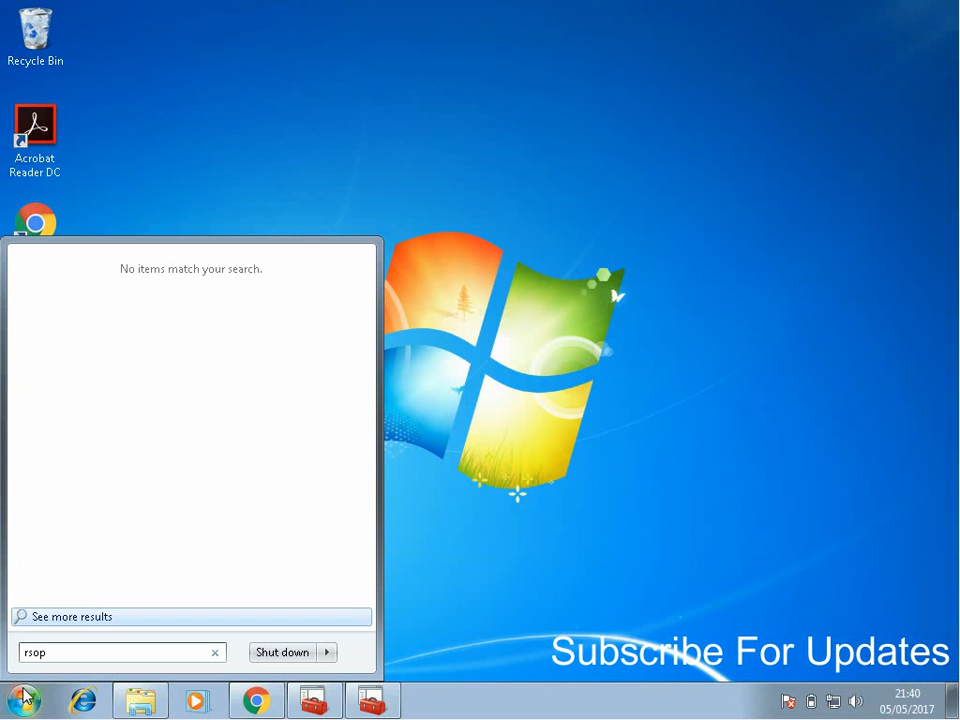 Recycle Bin
Acrobat
Reader DC
No items match your search.
See more results
rsop
Shut down
Subscribe For Updates
21:40
05/05/2017